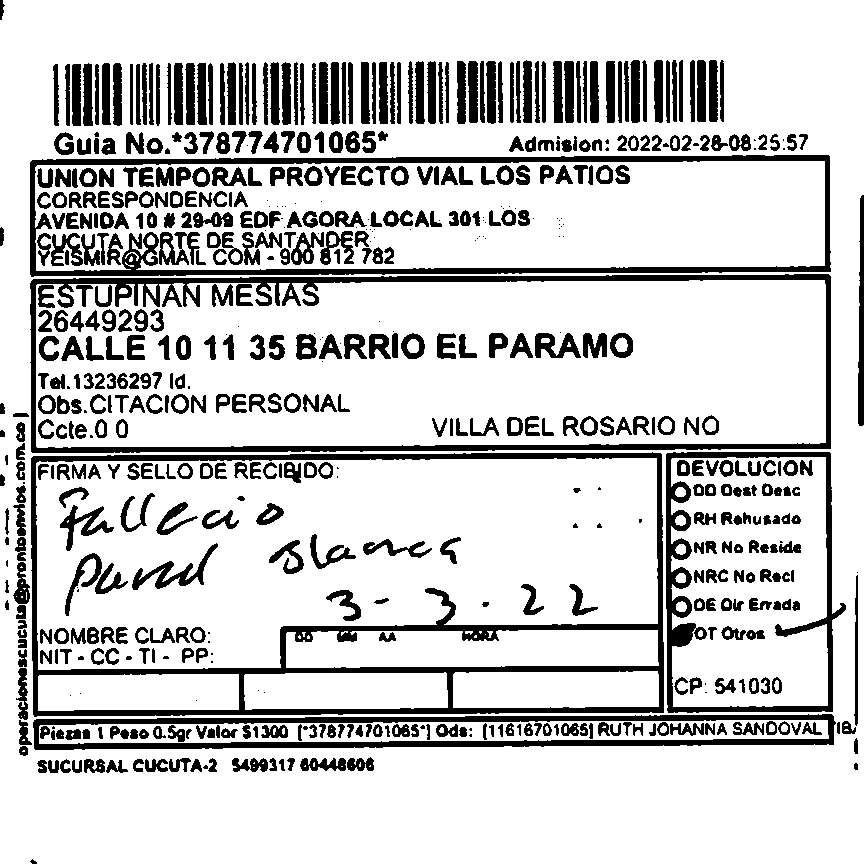 Guia No.*378774701065*
Admision: 2022-02-28-08:25:57
UNION TEMPORAL PROYECTO VIAL LOS PATIOS
CORRESPONDENCIA
AVENIDA 10 # 29-09 EDF AGORA LOCAL 301 LOS
CUCUTA NORTE DE SANTANDER
YEISMIR@GMAIL COM - 900 812 782
ESTUPINAN MESIAS
26449293
CALLE 10 11 35 BARRIO EL PARAMO
Tel.13236297 Id.
Obs.CITACION PERSONAL
Ccte.0 0 VILLA DEL ROSARIO NO
FIRMA Y SELLO DE RECIBIDO:
Fallecio
pared Blanca
3-3-22
NOMBRE CLARO:
NIT - CC - TI - PP:
DD MM AA HORA
DEVOLUCION
DD Dest Desc
RH Rehusado
NR No Reside
NRC No Recl
DE Dir Errada
OT Otros
CP: 541030
Piezas 1 Peso 0.5gr Valor $1300 [*378774701065*] Ods: [11616701065] RUTH JOHANNA SANDOVAL TIB
SUCURSAL CUCUTA-2 5499317 60448606
operacionescucuta@prontoenvios.com.co |